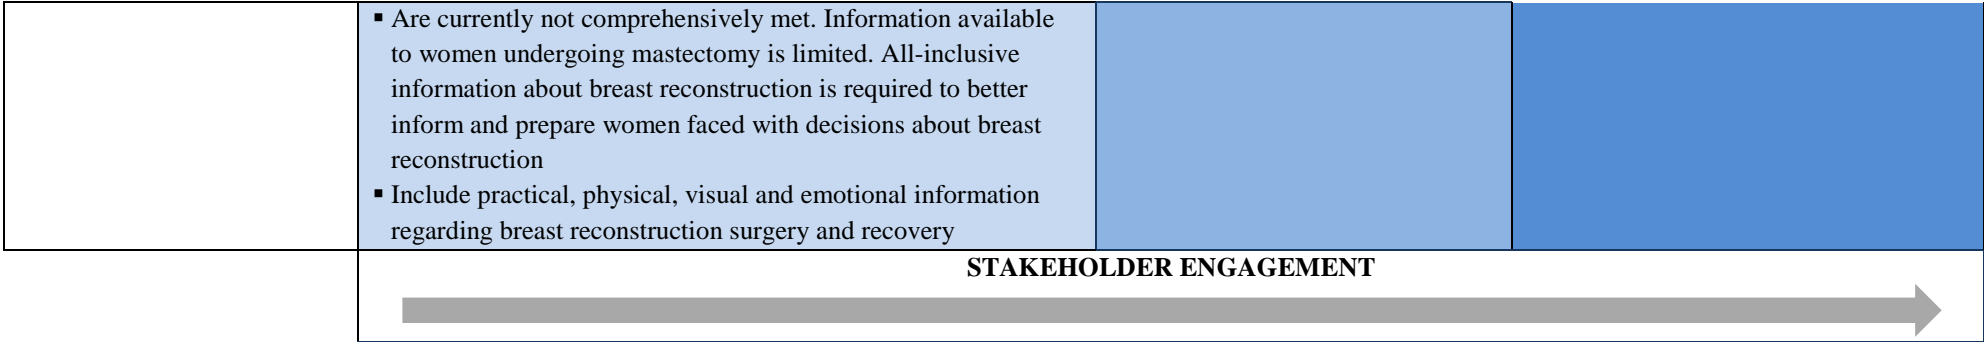 ▪ Are currently not comprehensively met. Information available
to women undergoing mastectomy is limited. All-inclusive
information about breast reconstruction is required to better
inform and prepare women faced with decisions about breast
reconstruction
▪ Include practical, physical, visual and emotional information
regarding breast reconstruction surgery and recovery
STAKEHOLDER ENGAGEMENT